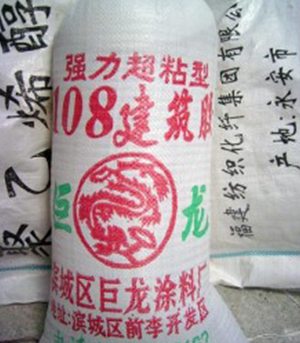 强力超粘型
108建筑胶
巨 龙
滨城区巨龙涂料厂
地址:滨城区前李开发区
聚乙烯醇
福建纺织化纤集团有限公
产地:永安市